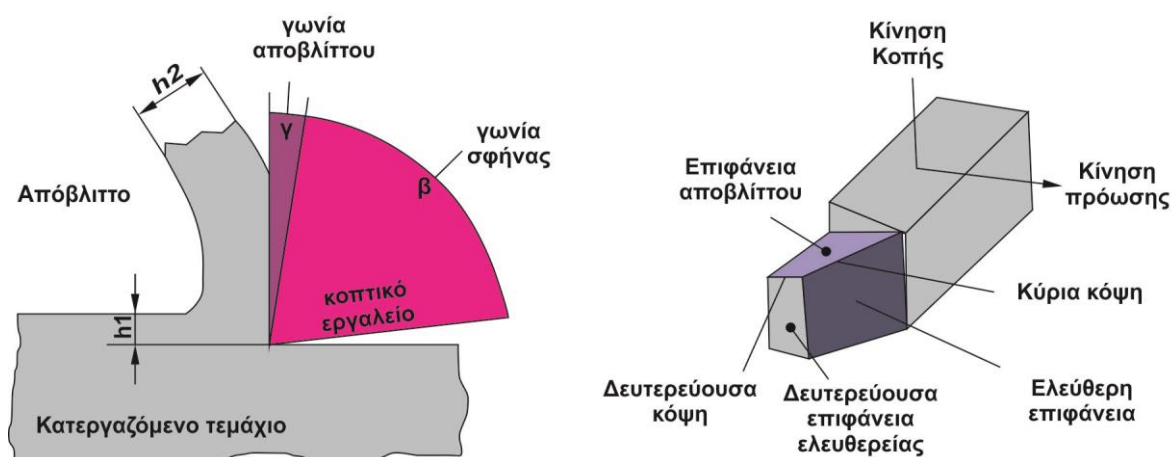 γωνία
αποβλίττου
h2
γ
γωνία
σφήνας
β
Απόβλιττο
κοπτικό
εργαλείο
h1
Κατεργαζόμενο τεμάχιο
Κίνηση
Κοπής
Επιφάνεια
αποβλίττου
Κίνηση
πρόωσης
Κύρια κόψη
Δευτερεύουσα
κόψη
Δευτερεύουσα
επιφάνεια
ελευθερείας
Ελεύθερη
επιφάνεια